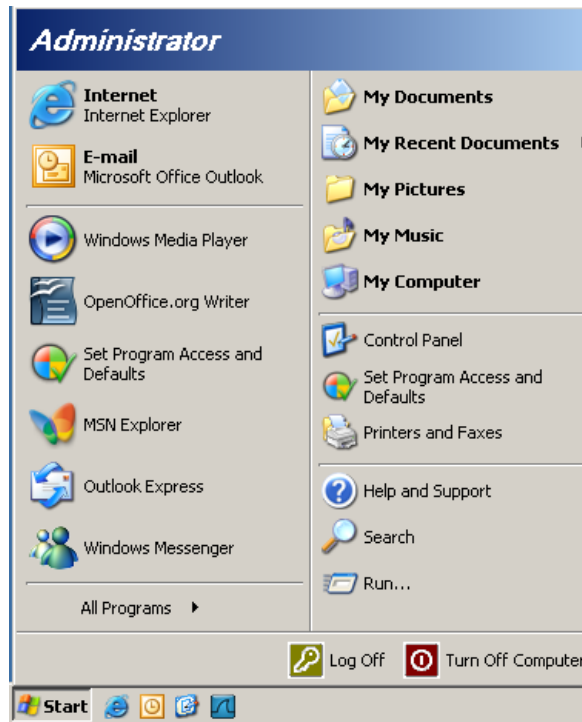 Administrator
Internet
Internet Explorer
E-mail
Microsoft Office Outlook
Windows Media Player
OpenOffice.org Writer
Set Program Access and
Defaults
MSN Explorer
Outlook Express
Windows Messenger
All Programs
My Documents
My Recent Documents
My Pictures
My Music
My Computer
Control Panel
Set Program Access and
Defaults
Printers and Faxes
Help and Support
Search
Run...
Log Off
Turn Off Computer
Start